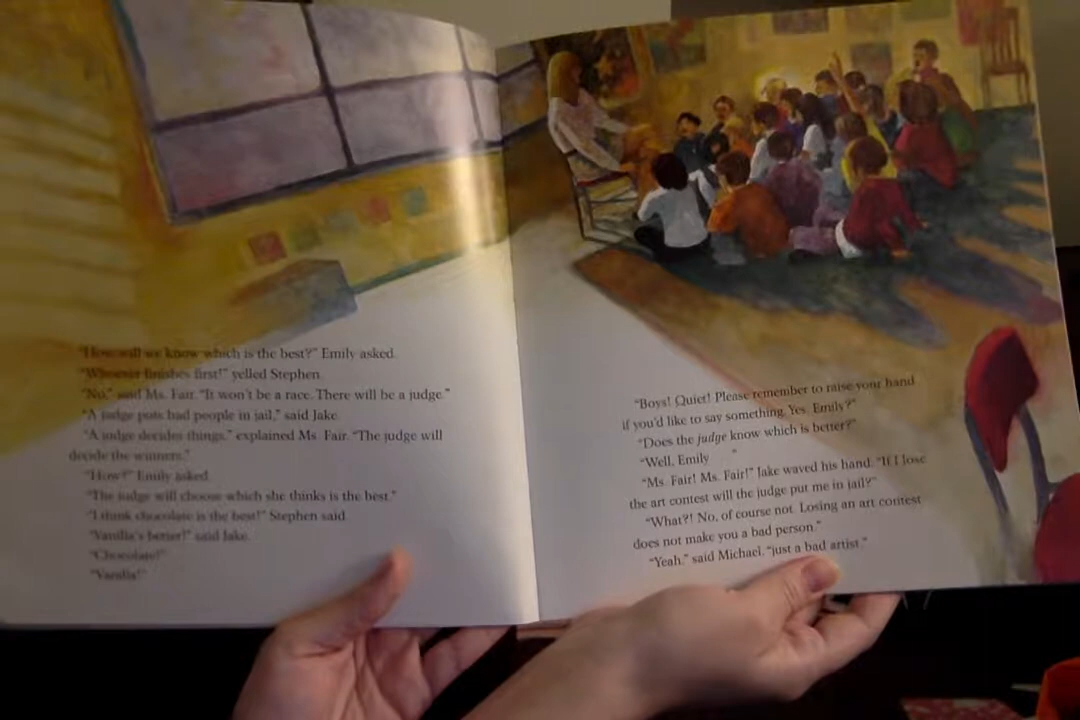 "How will we know which is the best?" Emily asked.
"Whoever finishes first!" yelled Stephen.
"No," said Ms. Fair. "It won't be a race. There will be a judge."
"A judge puts bad people in jail," said Jake.
"A judge decides things," explained Ms. Fair. "The judge will
decide the winners."
"How?" Emily asked.
"The judge will choose which she thinks is the best."
"I think chocolate is the best!" Stephen said.
"Vanilla's better!" said Jake.
"Chocolate!"
"Vanilla!"
"Boys! Quiet! Please remember to raise your hand
if you'd like to say something. Yes, Emily?"
"Does the judge know which is better?"
"Well, Emily "
"Ms. Fair! Ms. Fair!" Jake waved his hand. "If I lose
the art contest will the judge put me in jail?"
"What?! No, of course not. Losing an art contest
does not make you a bad person."
"Yeah," said Michael, "just a bad artist."